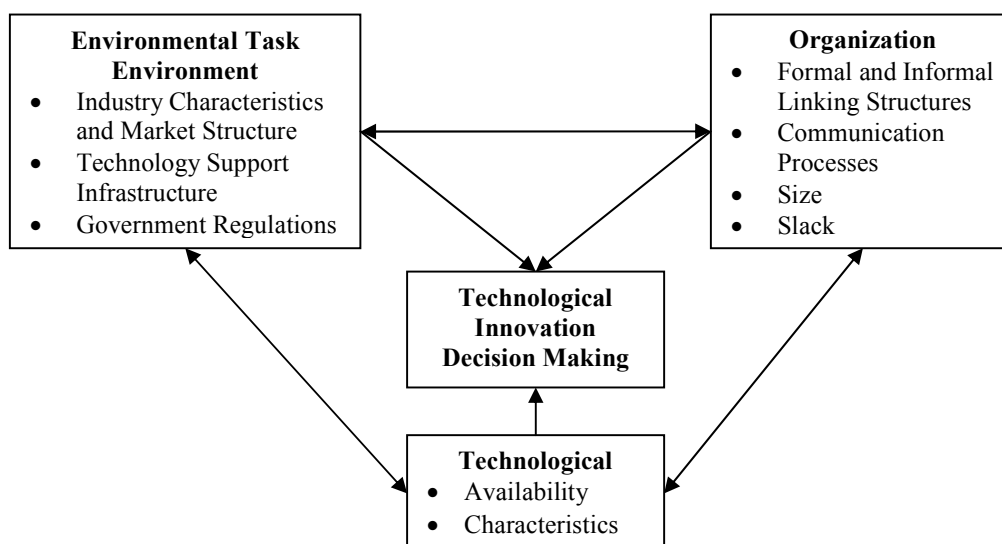 Environmental Task
Environment
• Industry Characteristics
and Market Structure
• Technology Support
Infrastructure
• Government Regulations
Organization
• Formal and Informal
Linking Structures
• Communication
Processes
• Size
• Slack
Technological
Innovation
Decision Making
Technological
• Availability
• Characteristics